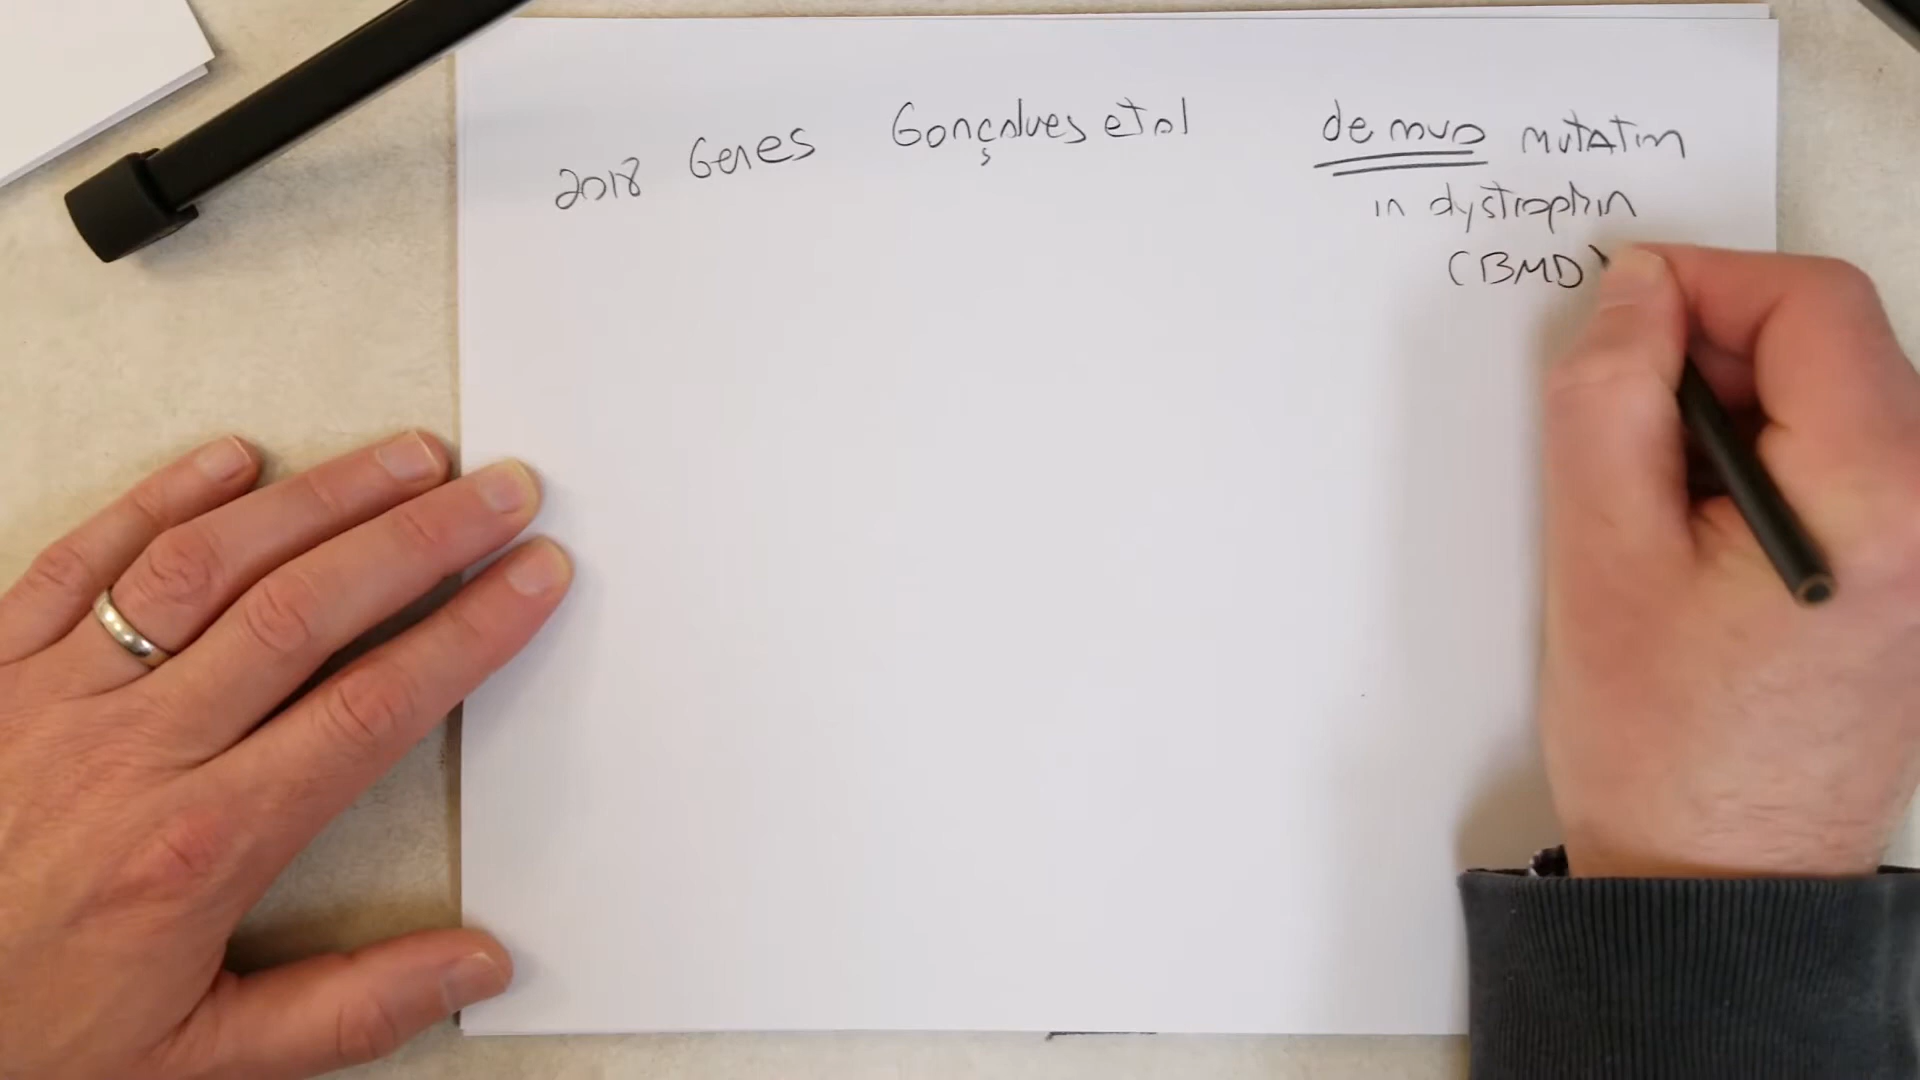 2018 Genes Gonçalves et al
de novo mutation
in dystrophin
(BMD)